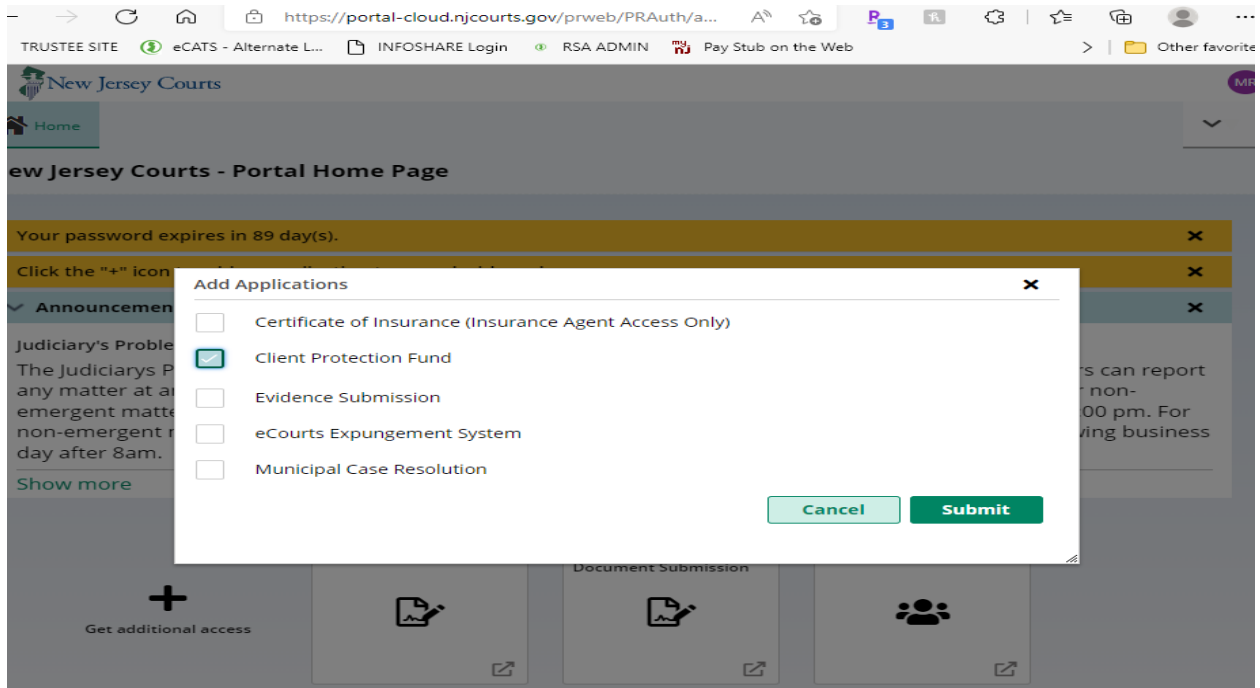 https://portal-cloud.njcourts.gov/prweb/PRAuth/a...
TRUSTEE SITE eCATS - Alternate L... INFOSHARE Login RSA ADMIN Pay Stub on the Web > Other favorite
New Jersey Courts MR
Home
ew Jersey Courts - Portal Home Page
Your password expires in 89 day(s).
Click the "+" icon
Add Applications
Announcemen
Certificate of Insurance (Insurance Agent Access Only)
Judiciary's Proble
Client Protection Fund
The Judiciarys P rs can report
any matter at a non-
Evidence Submission
emergent matte :00 pm. For
non-emergent r eCourts Expungement System ving business
day after 8am.
Municipal Case Resolution
Show more
Cancel Submit
Document Submission
Get additional access